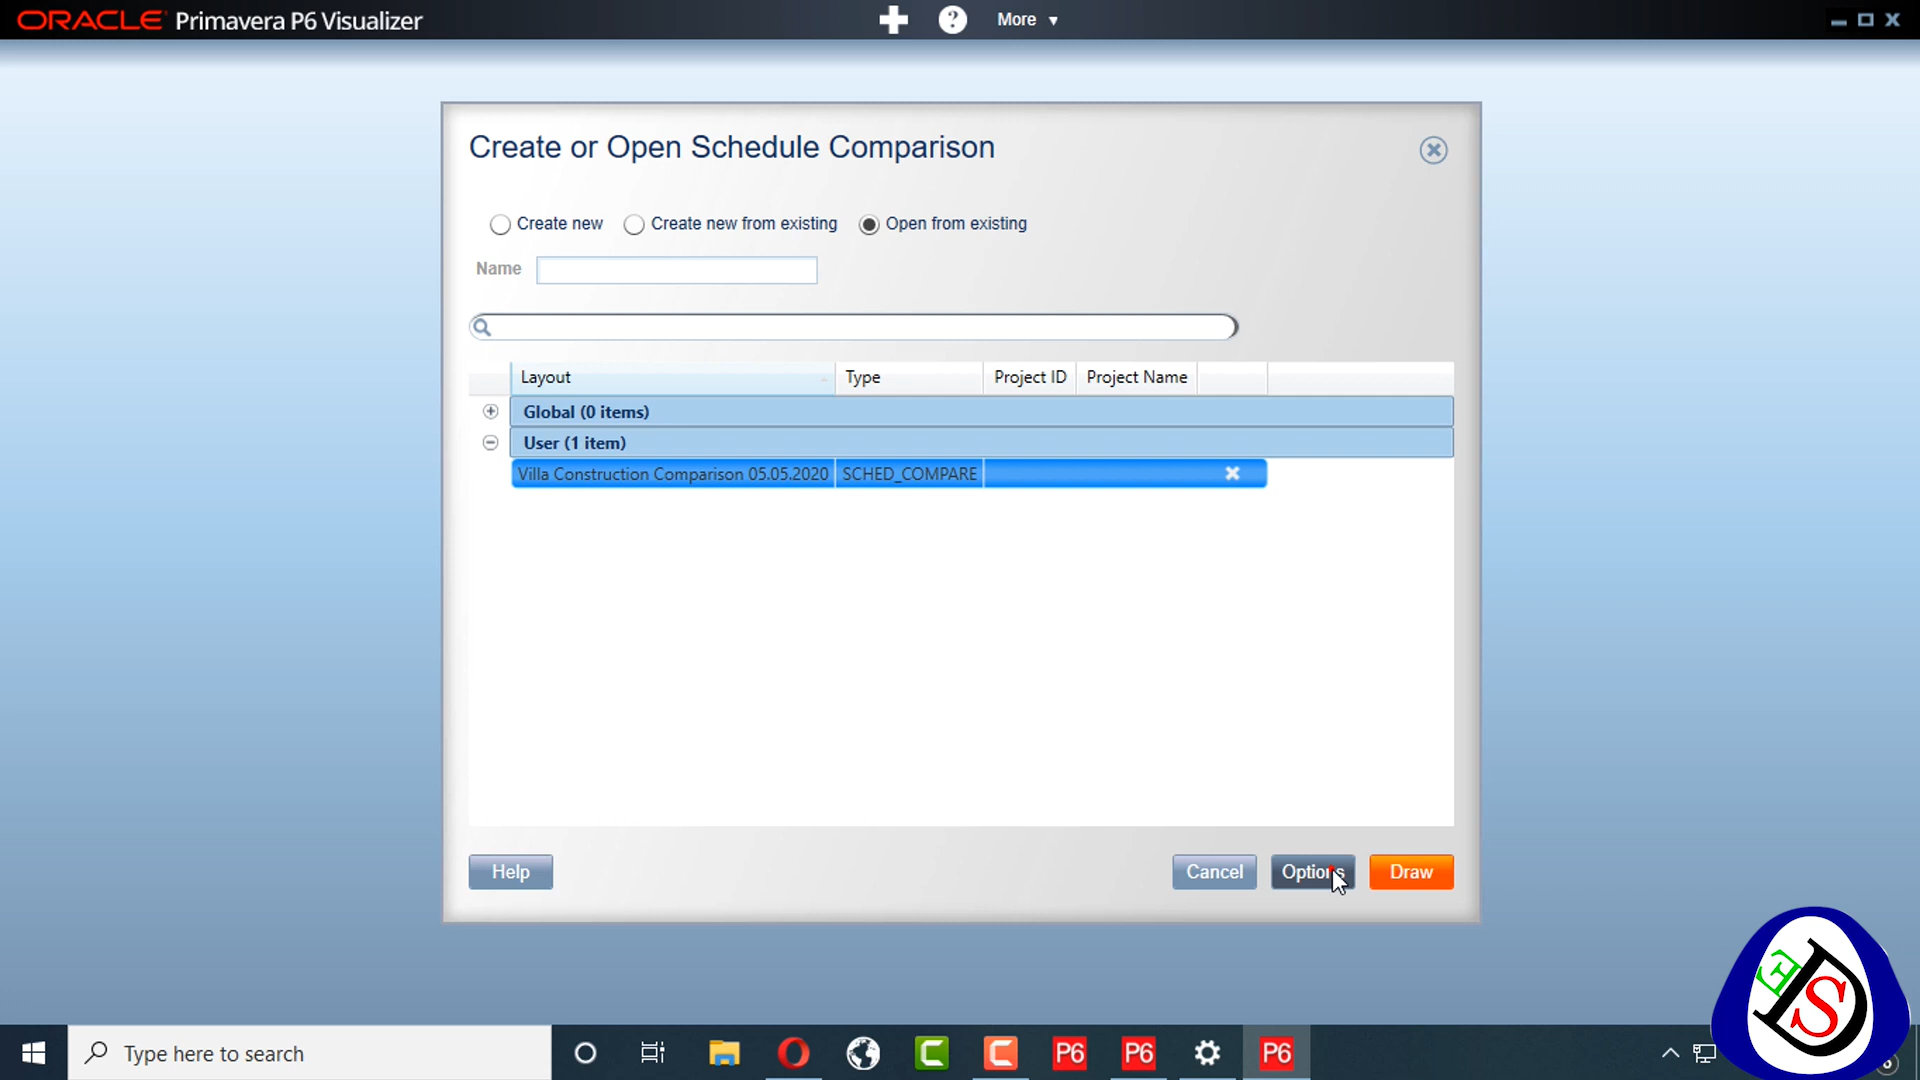 ORACLE Primavera P6 Visualizer
More
Create or Open Schedule Comparison
Create new Create new from existing Open from existing
Name
Layout Type Project ID Project Name
Global (0 items)
User (1 item)
Villa Construction Comparison 05.05.2020 SCHED_COMPARE
Help Cancel Options Draw
Type here to search
P6 P6 P6
E D S